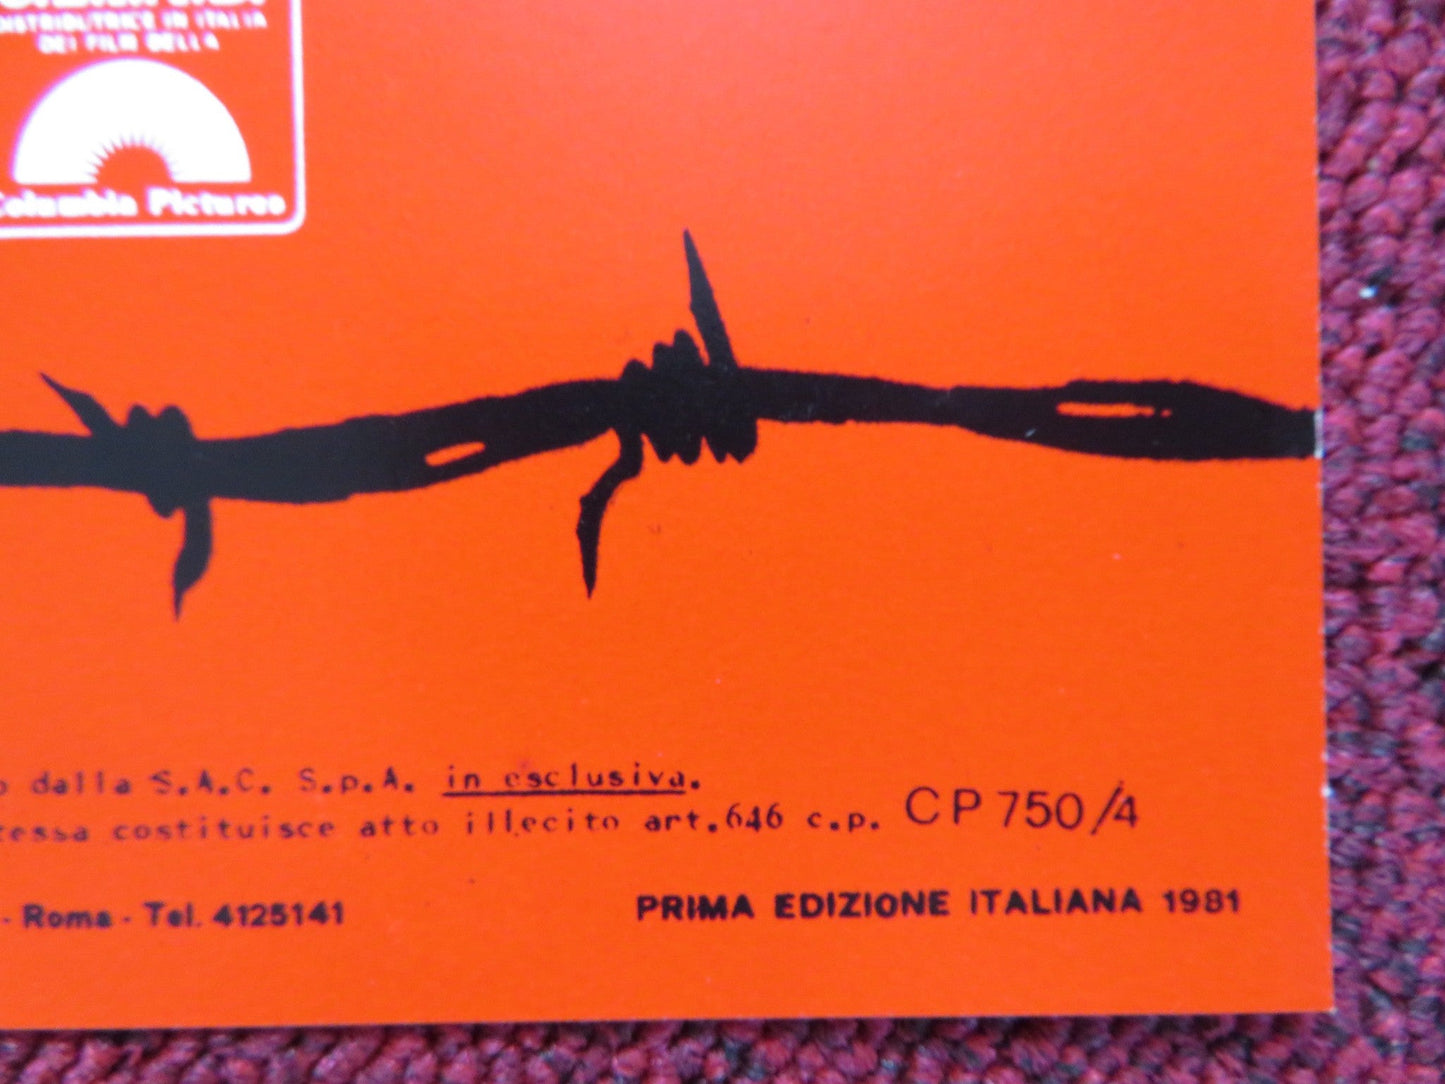 DISTRIBUTRICE IN ITALIA
DEI FILM DELLA
Columbia Pictures
dalla S.A.C. S.p.A. in esclusiva.
tessa costituisce atto illecito art.646 c.p. CP 750/4
- Roma - Tel. 4125141
PRIMA EDIZIONE ITALIANA 1981